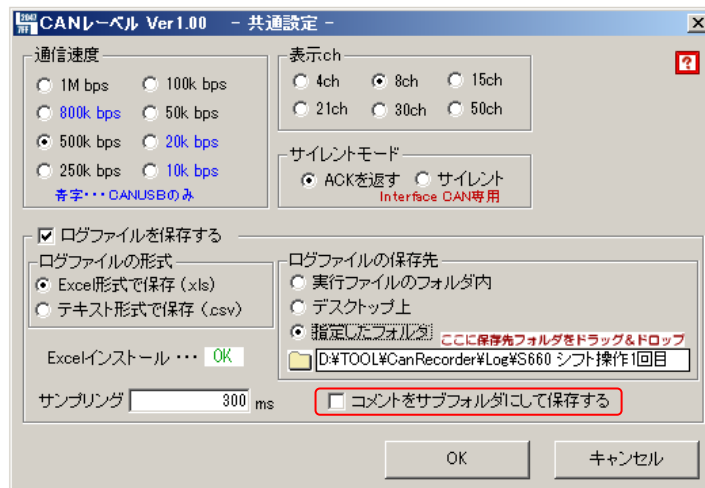 CANレーベル Ver1.00 - 共通設定 -
通信速度
1M bps 100k bps
800k bps 50k bps
500k bps 20k bps
250k bps 10k bps
青字・・・CANUSBのみ
表示ch
4ch 8ch 15ch
21ch 30ch 50ch
?
サイレントモード
ACKを返す サイレント
Interface CAN専用
ログファイルを保存する
ログファイルの形式
Excel形式で保存 (.xls)
テキスト形式で保存 (.csv)
Excelインストール ・・・ OK
ログファイルの保存先
実行ファイルのフォルダ内
デスクトップ上
指定したフォルダ
ここに保存先フォルダをドラッグ&ドロップ
D:¥TOOL¥CanRecorder¥Log¥S660 シフト操作1回目
サンプリング 300 ms
コメントをサブフォルダにして保存する
OK キャンセル